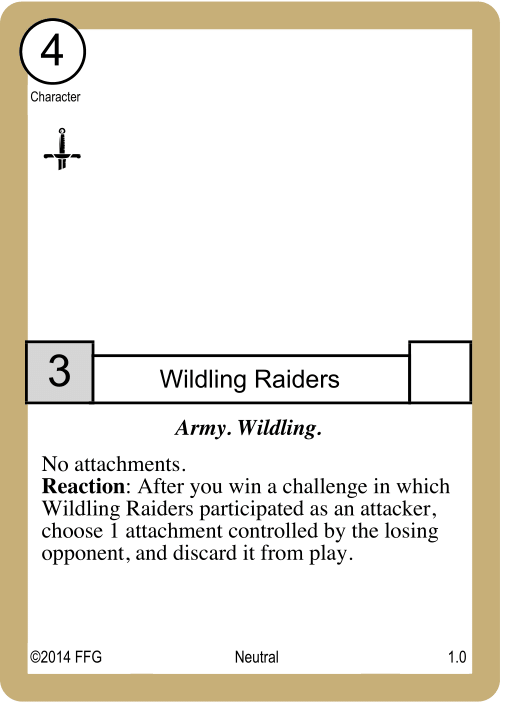 4
Character
3
Wildling Raiders
Army. Wildling.
No attachments.
Reaction: After you win a challenge in which
Wildling Raiders participated as an attacker,
choose 1 attachment controlled by the losing
opponent, and discard it from play.
©2014 FFG
Neutral
1.0